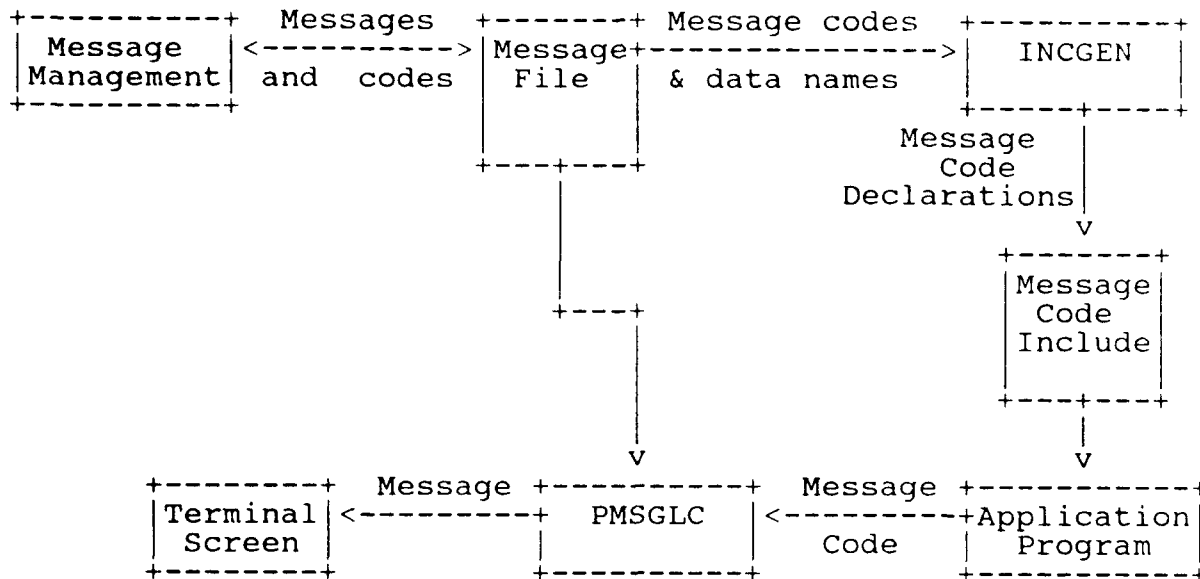 Messages
Message codes
Message
Management
and codes
Message
File
& data names
INCGEN
Message
Code
Declarations
Message
Code
Include
Terminal
Screen
Message
PMSGLC
Message
Code
Application
Program